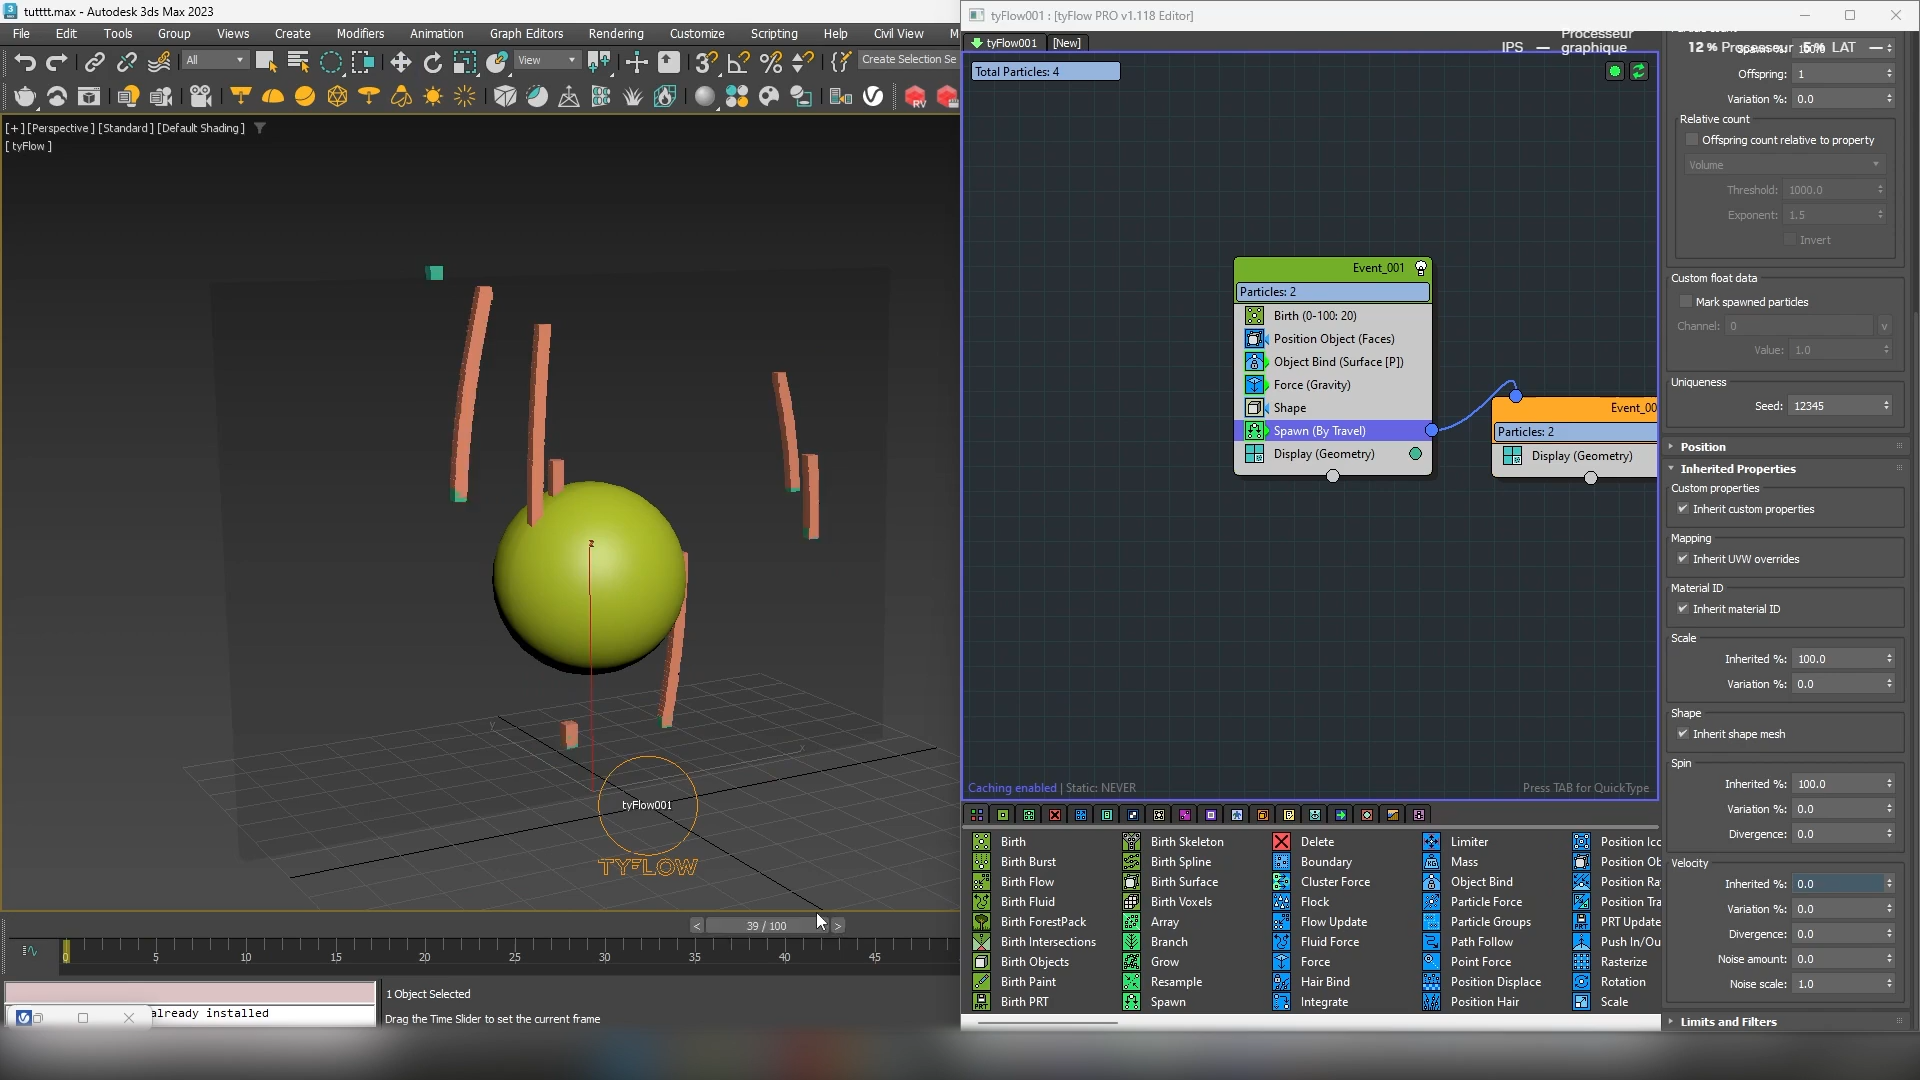 tutttt.max - Autodesk 3ds Max 2023
File Edit Tools Group Views Create Modifiers Animation Graph Editors Rendering Customize Scripting Help Civil View M
All View Create Selection Se
[+] [Perspective] [Standard] [Default Shading]
[ tyFlow ]
z
y
x
tyFlow001
TYFLOW
< 39 / 100 >
0 5 10 15 20 25 30 35 40 45
1 Object Selected
already installed
Drag the Time Slider to set the current frame
tyFlow001 : [tyFlow PRO v1.118 Editor]
tyFlow001 [New]
IPS — Processeur graphique 12 % Processeur 5 % LAT —
Total Particles: 4
Event_001
Particles: 2
Birth (0-100: 20)
Position Object (Faces)
Object Bind (Surface [P])
Force (Gravity)
Shape
Spawn (By Travel)
Display (Geometry)
Event_00
Particles: 2
Display (Geometry)
Caching enabled | Static: NEVER
Press TAB for QuickType
Birth Birth Skeleton Delete Limiter Position Ico
Birth Burst Birth Spline Boundary Mass Position Ob
Birth Flow Birth Surface Cluster Force Object Bind Position Ra
Birth Fluid Birth Voxels Flock Particle Force Position Tra
Birth ForestPack Array Flow Update Particle Groups PRT Update
Birth Intersections Branch Fluid Force Path Follow Push In/Ou
Birth Objects Grow Force Point Force Rasterize
Birth Paint Resample Hair Bind Position Displace Rotation
Birth PRT Spawn Integrate Position Hair Scale
Offspring: 1
Variation %: 0.0
Relative count
Offspring count relative to property
Volume
Threshold: 1000.0
Exponent: 1.5
Invert
Custom float data
Mark spawned particles
Channel: 0 v
Value: 1.0
Uniqueness
Seed: 12345
Position
Inherited Properties
Custom properties
Inherit custom properties
Mapping
Inherit UVW overrides
Material ID
Inherit material ID
Scale
Inherited %: 100.0
Variation %: 0.0
Shape
Inherit shape mesh
Spin
Inherited %: 100.0
Variation %: 0.0
Divergence: 0.0
Velocity
Inherited %: 0.0
Variation %: 0.0
Divergence: 0.0
Noise amount: 0.0
Noise scale: 1.0
Limits and Filters